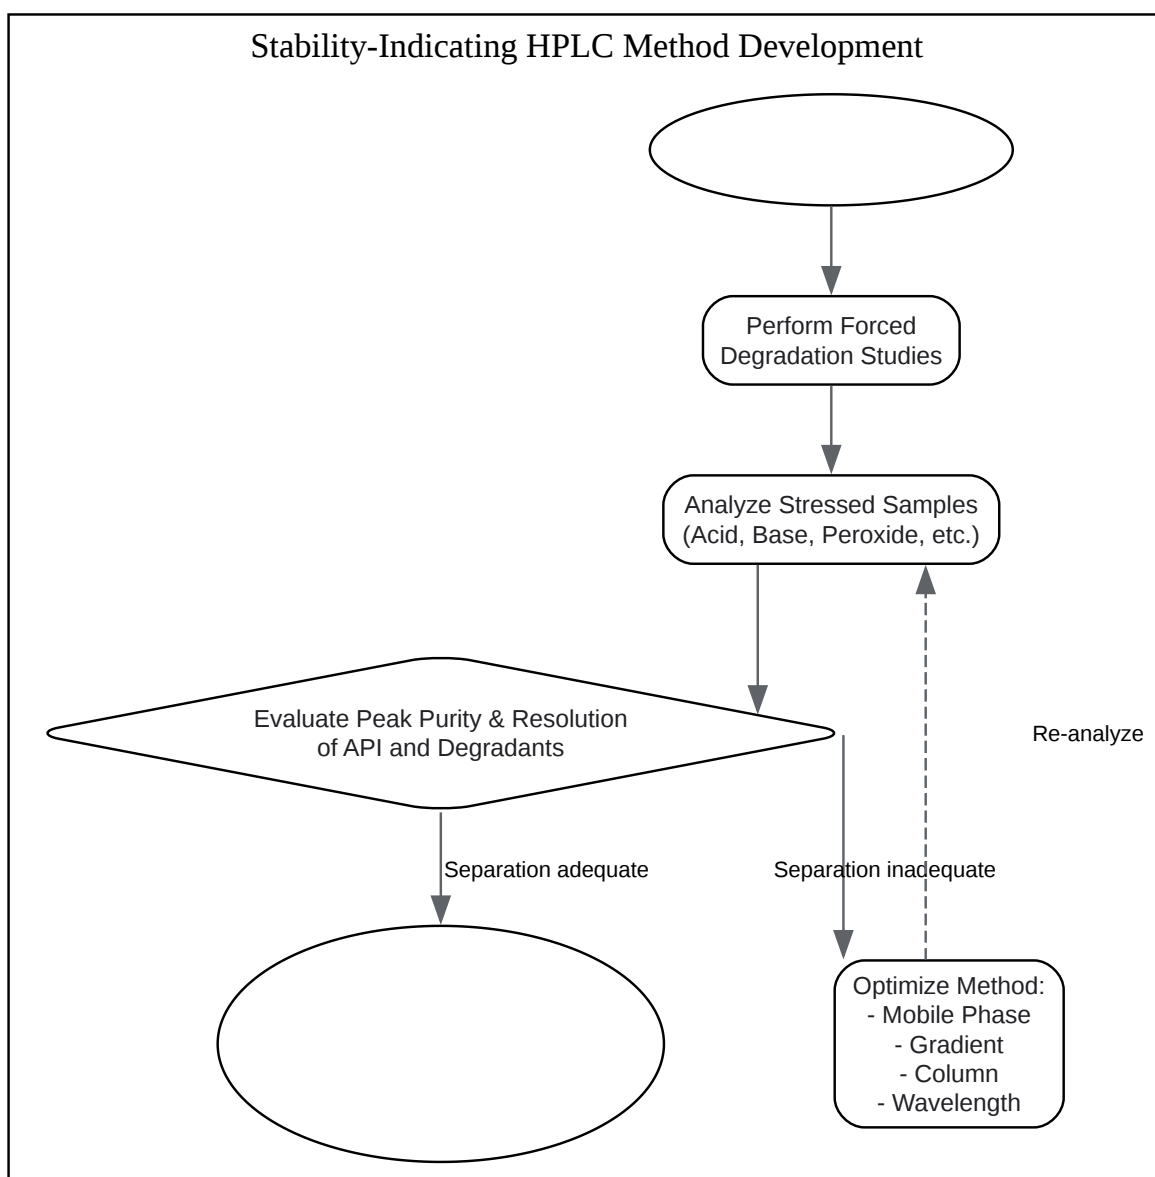 Stability-Indicating HPLC Method Development
Perform Forced
Degradation Studies
Analyze Stressed Samples
(Acid, Base, Peroxide, etc.)
Evaluate Peak Purity & Resolution
of API and Degradants
Re-analyze
Separation adequate
Separation inadequate
Optimize Method:
- Mobile Phase
- Gradient
- Column
- Wavelength